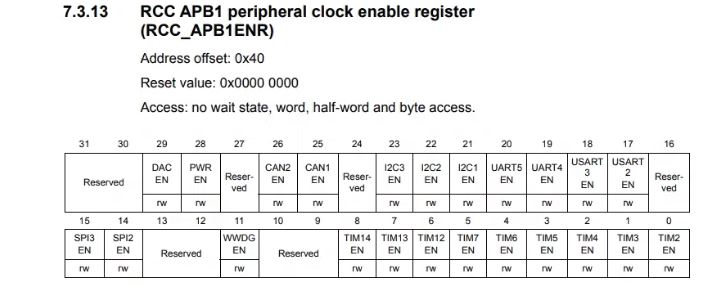 7.3.13 RCC APB1 peripheral clock enable register
(RCC_APB1ENR)
Address offset: 0x40
Reset value: 0x0000 0000
Access: no wait state, word, half-word and byte access.
31 30 29 28 27 26 25 24 23 22 21 20 19 18 17 16
Reserved DAC EN PWR EN Reser-ved CAN2 EN CAN1 EN Reser-ved I2C3 EN I2C2 EN I2C1 EN UART5 EN UART4 EN USART 3 EN USART 2 EN Reser-ved
rw rw rw rw rw rw rw rw rw rw rw
15 14 13 12 11 10 9 8 7 6 5 4 3 2 1 0
SPI3 EN SPI2 EN Reserved WWDG EN Reserved TIM14 EN TIM13 EN TIM12 EN TIM7 EN TIM6 EN TIM5 EN TIM4 EN TIM3 EN TIM2 EN
rw rw rw rw rw rw rw rw rw rw rw rw